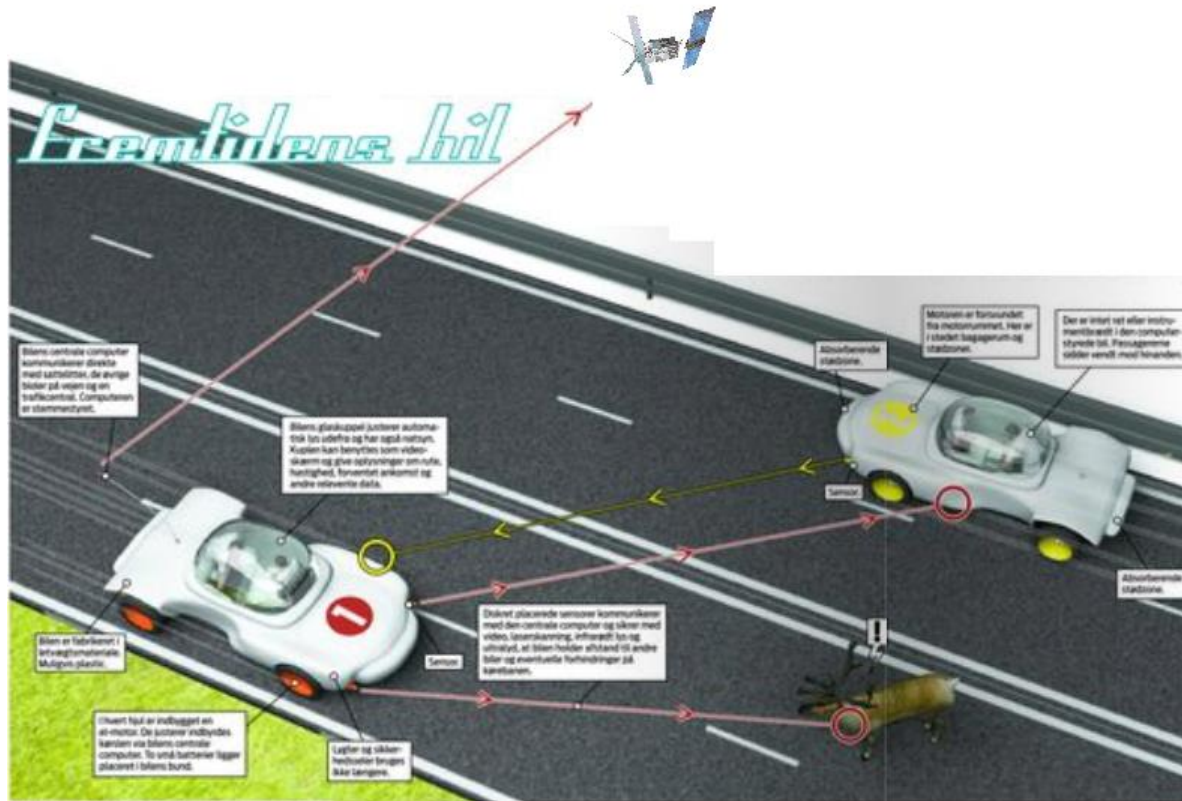 Fremtidens bil
Bilens centrale computer
kommunikerer direkte
med sattelitter, de øvrige
bider på vejen og en
trafikcentral. Computeren
er stemmestyret.
Bilens glaskuppel justerer automa-
tisk lys udefra og har også natsyn.
Kuplen kan benyttes som video-
skærm og give oplysninger om rute,
hastighed, forventet ankomst og
andre relevante data.
Absorberende
stødzone.
Motoren er forsvundet
fra motorrummet. Her er
i stedet bagagerum og
stødzoner.
Der er intet rat eller instru-
mentbrædt i den computer-
styrede bil. Passagererne
sidder vendt mod hinanden.
Sensor.
Absorberende
stødzone.
1
Diskret placerede sensorer kommunikerer
med den centrale computer og sikrer med
video, laserskanning, infrarødt lys og
ultralyd, at bilen holder afstand til andre
biler og eventuelle forhindringer på
kørebanen.
!
Sensor
Bilen er fabrikeret i
letvægtsmateriale.
Muligvis plastic.
I hvert hjul er indbygget en
el-motor. De justerer indbyrdes
kørslen via bilens centrale
computer. To små batterier ligger
placeret i bilens bund.
Lygter og sikker-
hedsseler bruges
ikke længere.